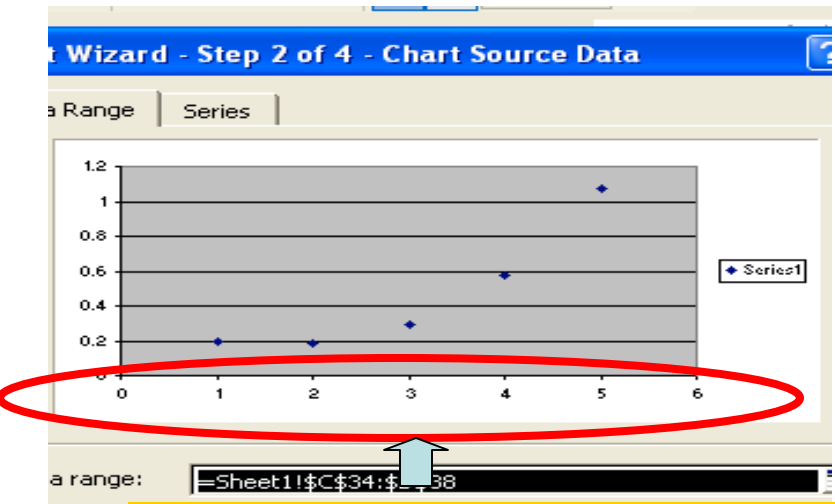 t Wizard - Step 2 of 4 - Chart Source Data ?
a Range Series
1.2
1
0.8
0.6
0.4
0.2
0
0 1 2 3 4 5 6
Series1
a range: =Sheet1!$C$34:$ $38